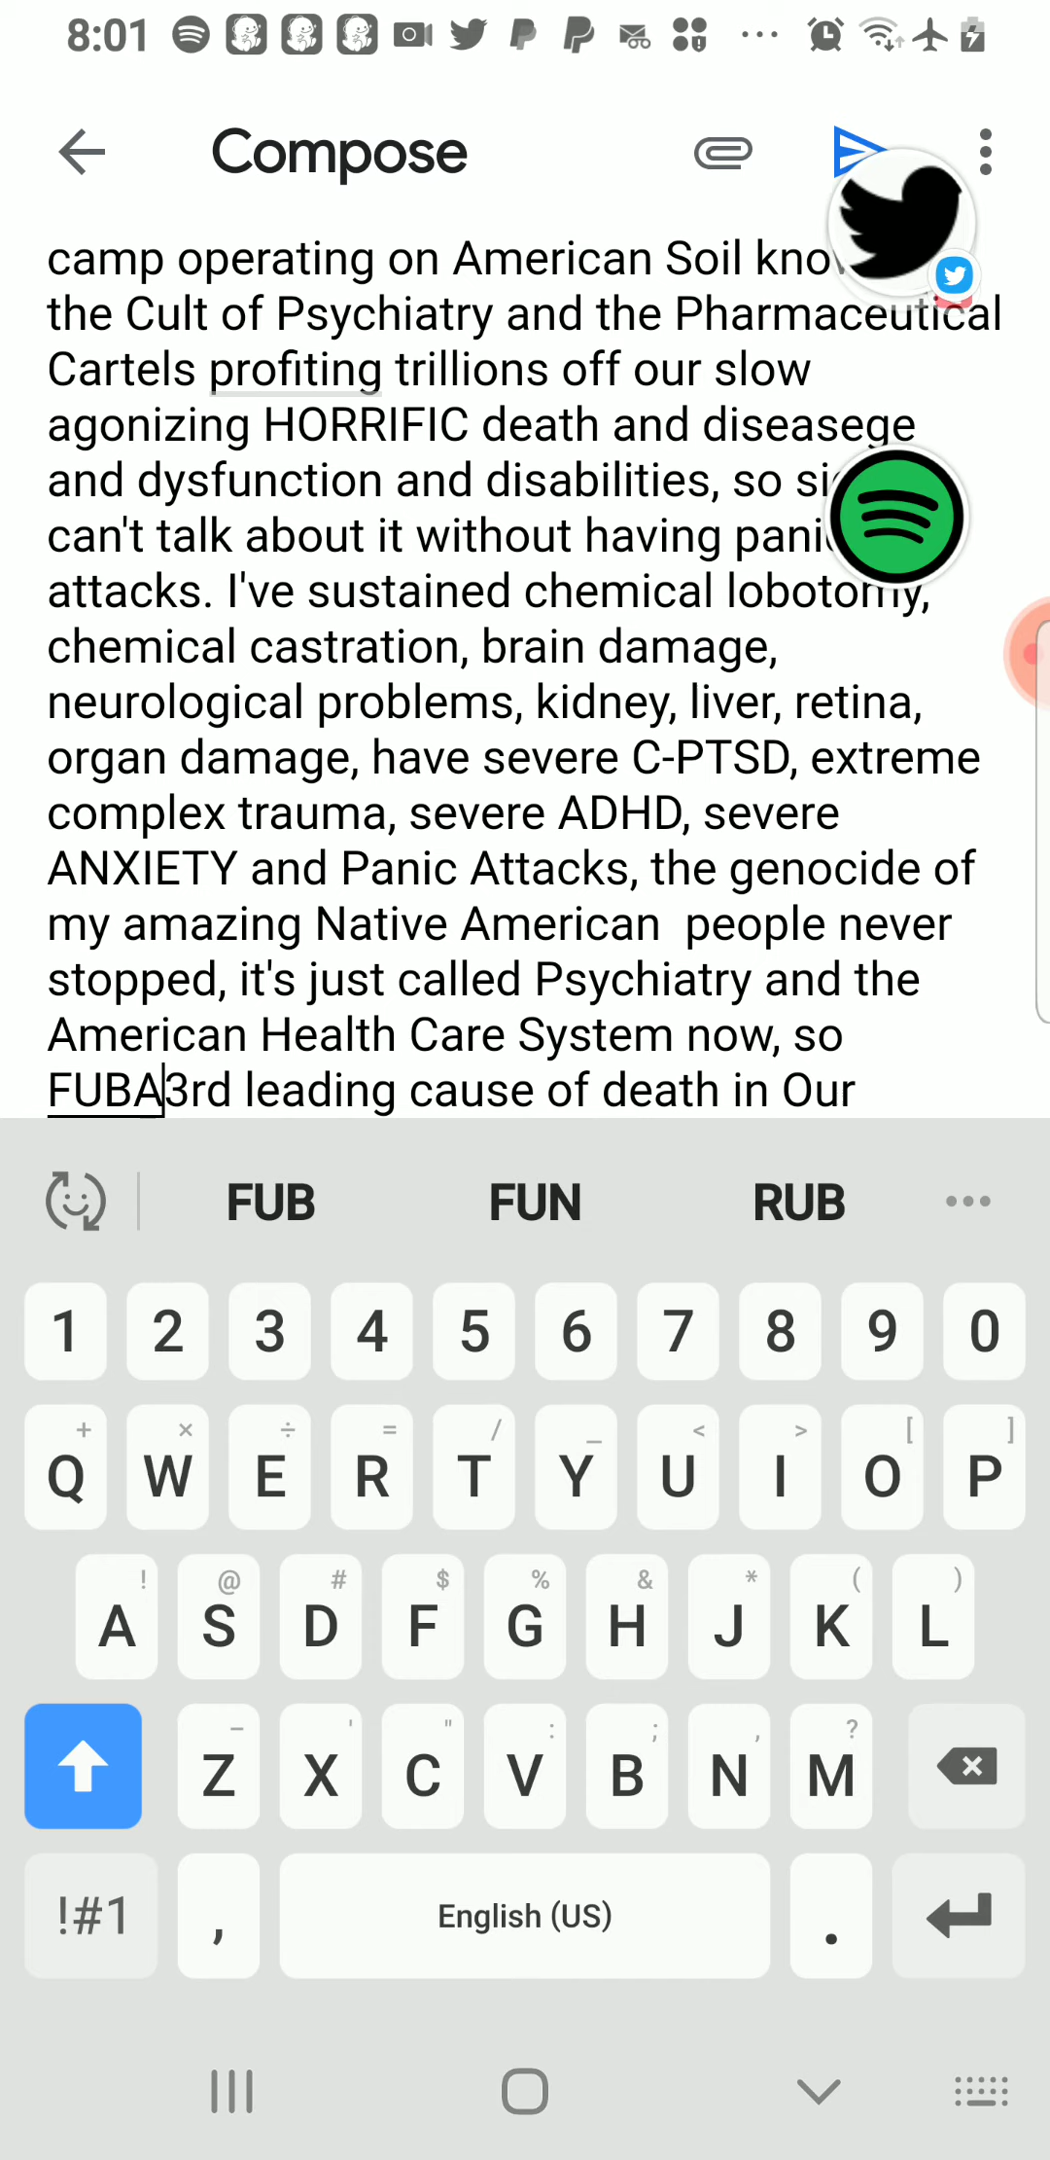 8:01
Compose
camp operating on American Soil
the Cult of Psychiatry and the Pharmaceutical
Cartels profiting trillions off our slow
agonizing HORRIFIC death and diseasege
and dysfunction and disabilities, so
can't talk about it without having
attacks. I've sustained chemical lobotomy,
chemical castration, brain damage,
neurological problems, kidney, liver, retina,
organ damage, have severe C-PTSD, extreme
complex trauma, severe ADHD, severe
ANXIETY and Panic Attacks, the genocide of
my amazing Native American  people never
stopped, it's just called Psychiatry and the
American Health Care System now, so
FUBA3rd leading cause of death in Our
FUB FUN RUB
1 2 3 4 5 6 7 8 9 0
+ × ÷ = / _ < > [ ]
Q W E R T Y U I O P
! @ # $ % & * ( )
A S D F G H J K L
- ' " : ; , ?
Z X C V B N M
!#1 , English (US) .